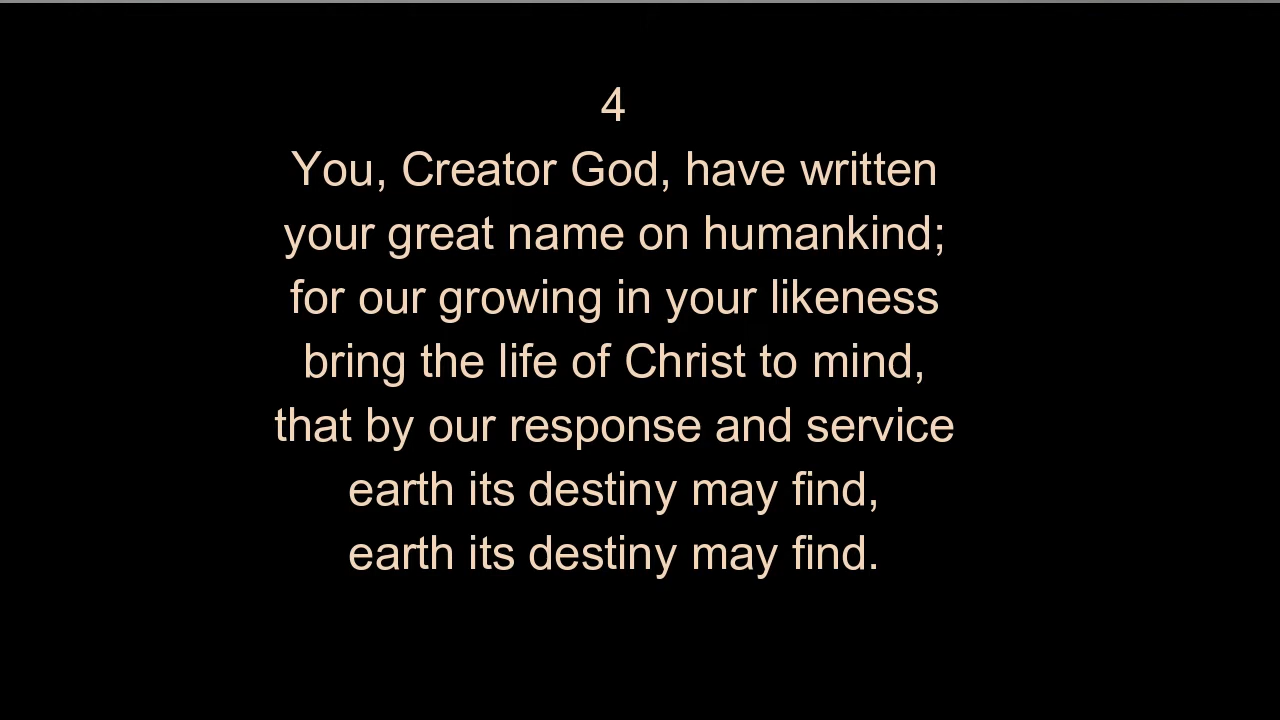 4
You, Creator God, have written
your great name on humankind;
for our growing in your likeness
bring the life of Christ to mind,
that by our response and service
earth its destiny may find,
earth its destiny may find.